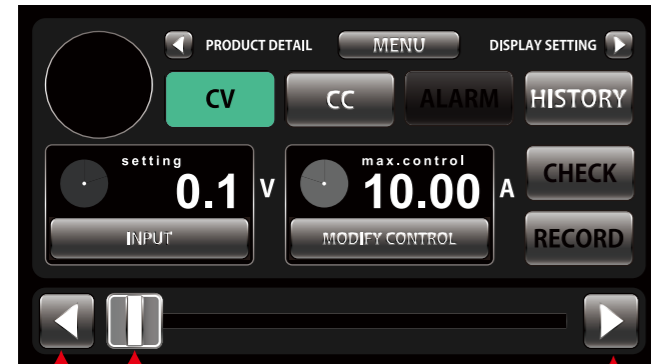 PRODUCT DETAIL MENU DISPLAY SETTING
CV CC ALARM HISTORY
setting max.control
0.1 V 10.00 A CHECK
INPUT MODIFY CONTROL RECORD